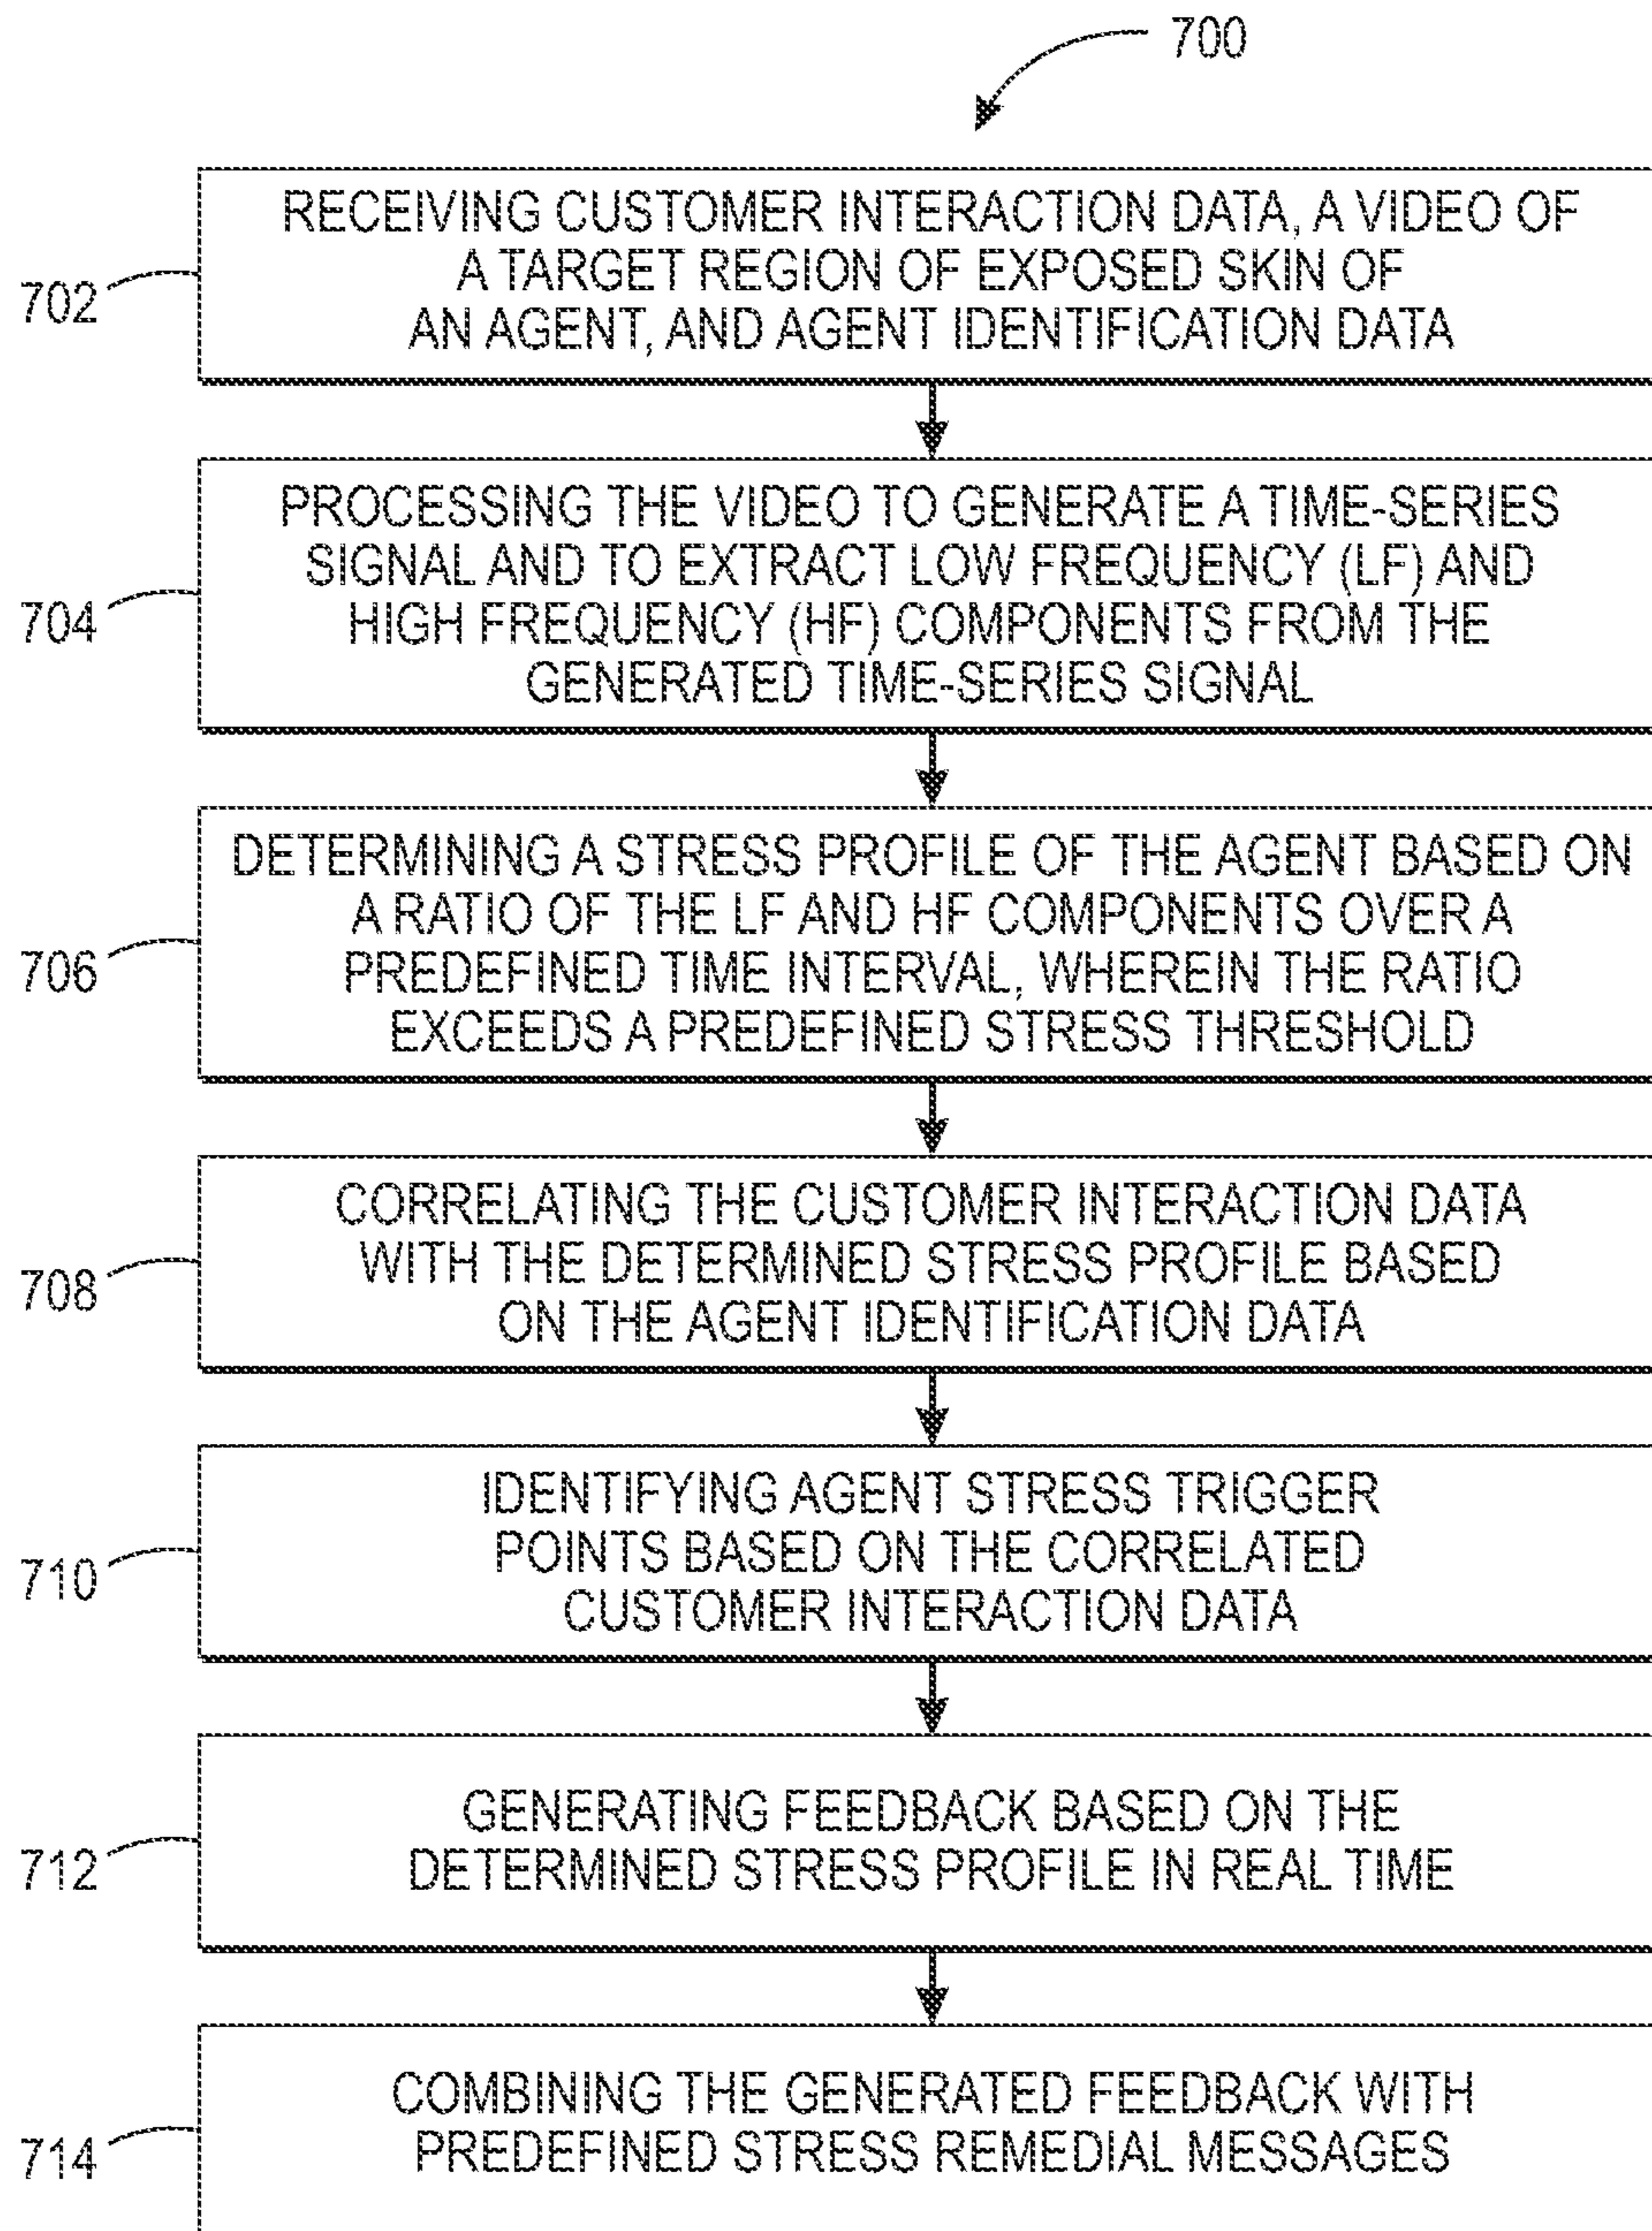 700
702
RECEIVING CUSTOMER INTERACTION DATA, A VIDEO OF
A TARGET REGION OF EXPOSED SKIN OF
AN AGENT, AND AGENT IDENTIFICATION DATA
704
PROCESSING THE VIDEO TO GENERATE A TIME-SERIES
SIGNAL AND TO EXTRACT LOW FREQUENCY (LF) AND
HIGH FREQUENCY (HF) COMPONENTS FROM THE
GENERATED TIME-SERIES SIGNAL
706
DETERMINING A STRESS PROFILE OF THE AGENT BASED ON
A RATIO OF THE LF AND HF COMPONENTS OVER A
PREDEFINED TIME INTERVAL, WHEREIN THE RATIO
EXCEEDS A PREDEFINED STRESS THRESHOLD
708
CORRELATING THE CUSTOMER INTERACTION DATA
WITH THE DETERMINED STRESS PROFILE BASED
ON THE AGENT IDENTIFICATION DATA
710
IDENTIFYING AGENT STRESS TRIGGER
POINTS BASED ON THE CORRELATED
CUSTOMER INTERACTION DATA
712
GENERATING FEEDBACK BASED ON THE
DETERMINED STRESS PROFILE IN REAL TIME
714
COMBINING THE GENERATED FEEDBACK WITH
PREDEFINED STRESS REMEDIAL MESSAGES